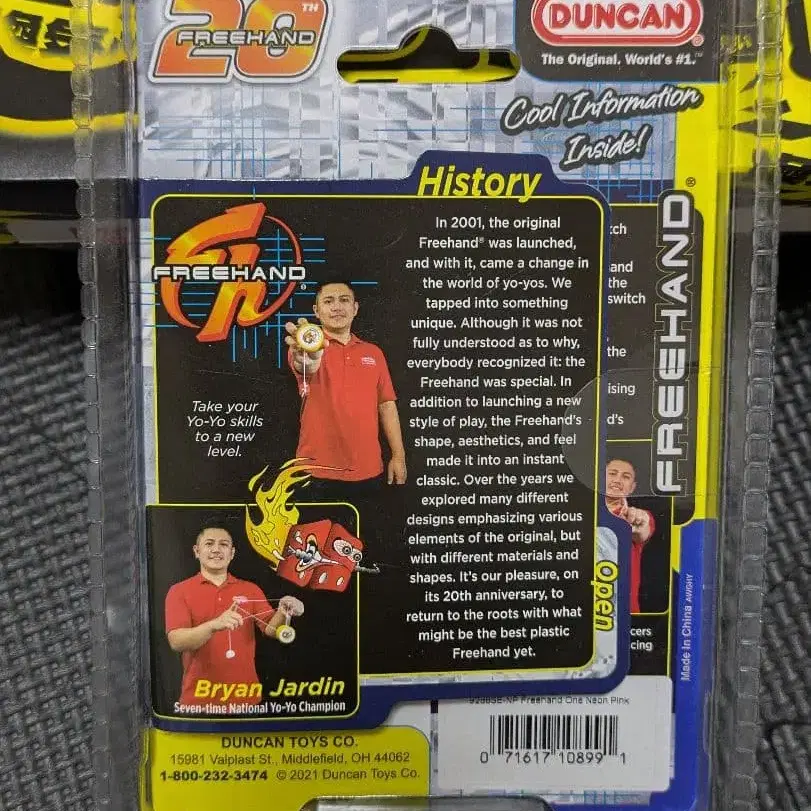 20TH
FREEHAND
DUNCAN®
The Original. World's #1.™
Cool Information
Inside!
History
FREEHAND®
In 2001, the original
Freehand® was launched,
and with it, came a change in
the world of yo-yos. We
tapped into something
unique. Although it was not
fully understood as to why,
everybody recognized it: the
Freehand was special. In
addition to launching a new
style of play, the Freehand's
shape, aesthetics, and feel
made it into an instant
classic. Over the years we
explored many different
designs emphasizing various
elements of the original, but
with different materials and
shapes. It's our pleasure, on
its 20th anniversary, to
return to the roots with what
might be the best plastic
Freehand yet.
Take your
Yo-Yo skills
to a new
level.
Bryan Jardin
Seven-time National Yo-Yo Champion
and
the
switch
the
FREEHAND®
Open
Made In China
DUNCAN TOYS CO.
15981 Valplast St., Middlefield, OH 44062
1-800-232-3474 © 2021 Duncan Toys Co.
Freehand One Neon Pink
0 71617 10899 1